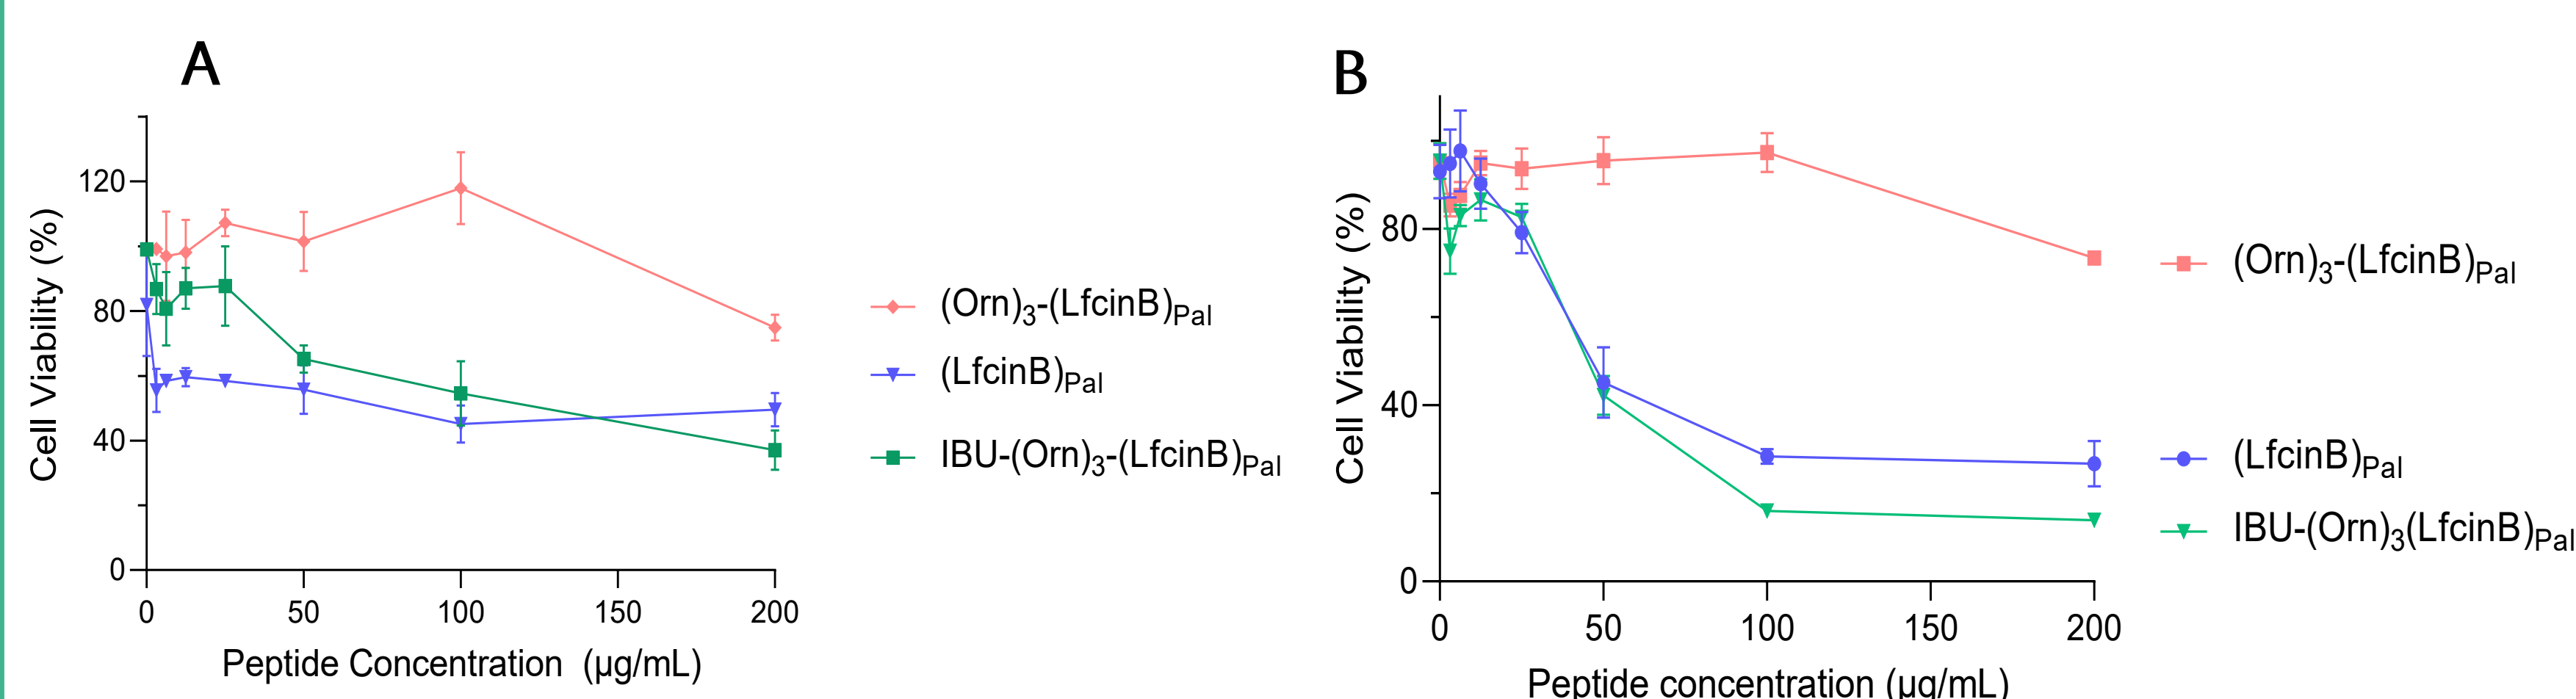 A
Cell Viability (%)
120
80
40
0
0 50 100 150 200
Peptide Concentration (µg/mL)
(Orn)3-(LfcinB)Pal
(LfcinB)Pal
IBU-(Orn)3-(LfcinB)Pal
B
Cell Viability (%)
80
40
0
0 50 100 150 200
Peptide concentration (µg/mL)
(Orn)3-(LfcinB)Pal
(LfcinB)Pal
IBU-(Orn)3(LfcinB)Pal